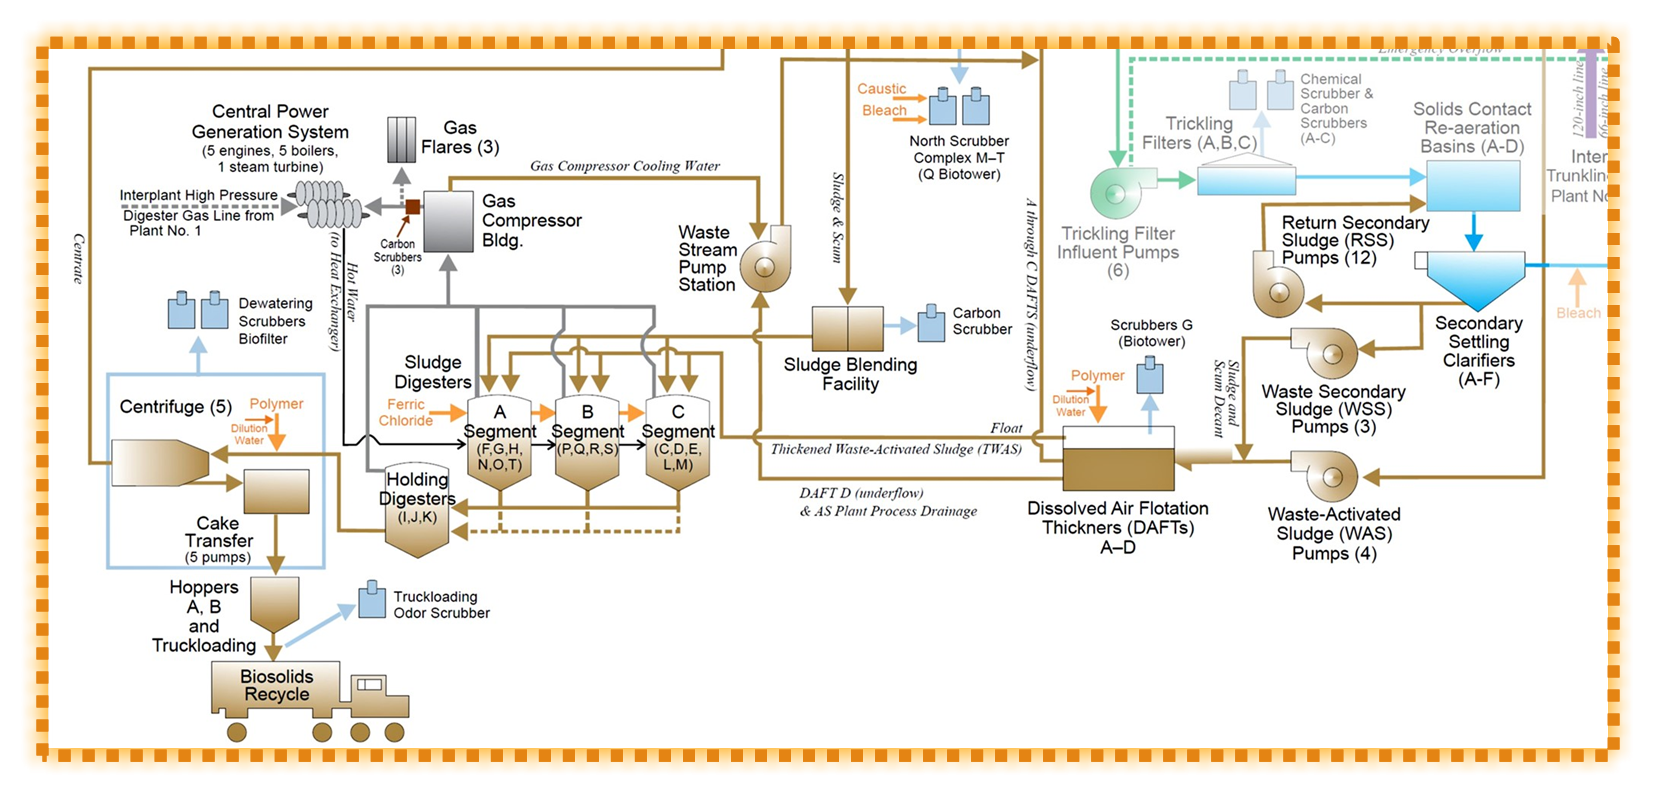 Emergency Overflow
Central Power
Generation System
(5 engines, 5 boilers,
1 steam turbine)
Gas
Flares (3)
Interplant High Pressure
Digester Gas Line from
Plant No. 1
Carbon
Scrubbers
(3)
Gas
Compressor
Bldg.
Gas Compressor Cooling Water
Waste
Stream
Pump
Station
Sludge & Scum
Caustic
Bleach
North Scrubber
Complex M–T
(Q Biotower)
A through C DAFTS (underflow)
Trickling
Filters (A,B,C)
Chemical
Scrubber &
Carbon
Scrubbers
(A-C)
Solids Contact
Re-aeration
Basins (A-D)
120-inch line
66-inch line
Inter
Trunklin
Plant No
Trickling Filter
Influent Pumps
(6)
Return Secondary
Sludge (RSS)
Pumps (12)
Bleach
Secondary
Settling
Clarifiers
(A-F)
Centrate
Hot Water
(to Heat Exchanger)
Dewatering
Scrubbers
Biofilter
Carbon
Scrubber
Sludge Blending
Facility
Scrubbers G
(Biotower)
Polymer
Dilution
Water
Sludge and
Scum Decant
Waste Secondary
Sludge (WSS)
Pumps (3)
Sludge
Digesters
Ferric
Chloride
A
Segment
(F,G,H,
N,O,T)
B
Segment
(P,Q,R,S)
C
Segment
(C,D,E,
L,M)
Centrifuge (5)
Polymer
Dilution
Water
Float
Thickened Waste-Activated Sludge (TWAS)
Holding
Digesters
(I,J,K)
DAFT D (underflow)
& AS Plant Process Drainage
Dissolved Air Flotation
Thickners (DAFTs)
A–D
Waste-Activated
Sludge (WAS)
Pumps (4)
Cake
Transfer
(5 pumps)
Hoppers
A, B
and
Truckloading
Truckloading
Odor Scrubber
Biosolids
Recycle